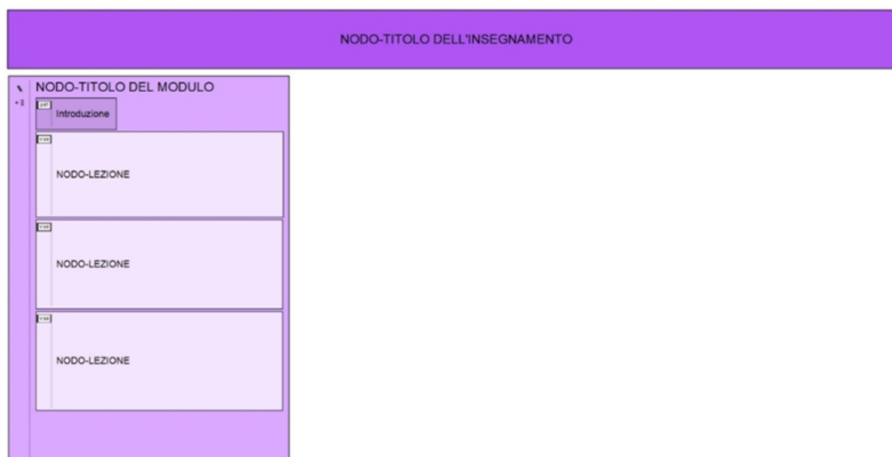 NODO-TITOLO DELL'INSEGNAMENTO
NODO-TITOLO DEL MODULO
Introduzione
NODO-LEZIONE
NODO-LEZIONE
NODO-LEZIONE